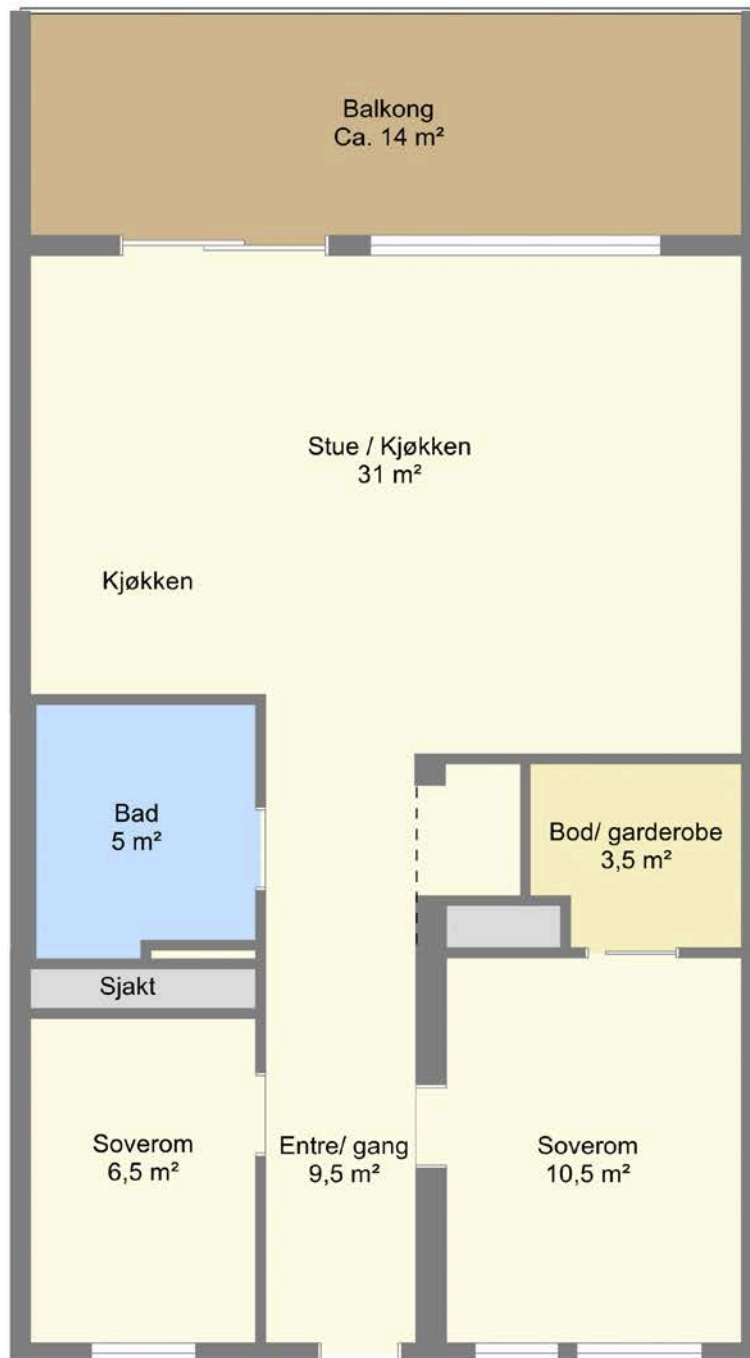 Balkong
Ca. 14 m²
Stue / Kjøkken
31 m²
Kjøkken
Bad
5 m²
Bod/ garderobe
3,5 m²
Sjakt
Soverom
6,5 m²
Entre/ gang
9,5 m²
Soverom
10,5 m²